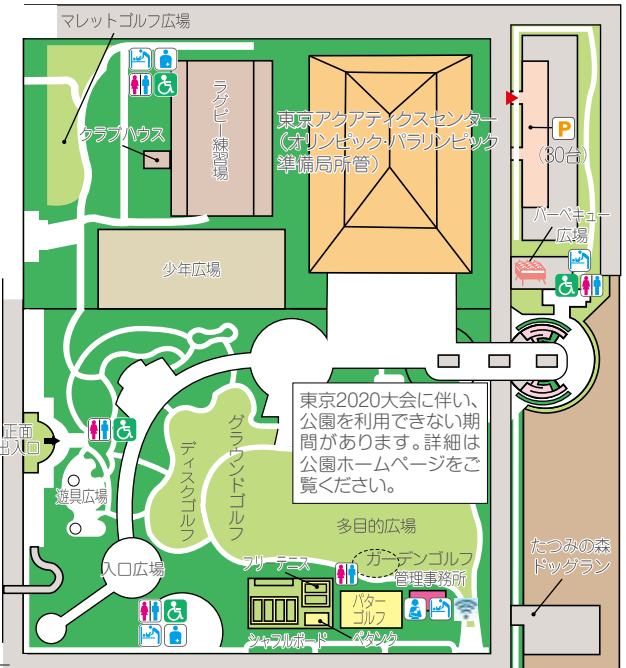 マレットゴルフ広場
クラブハウス
ラグビー練習場
東京アクアティクスセンター
（オリンピック・パラリンピック
準備局所管）
P
（30台）
バーベキュー
広場
少年広場
東京2020大会に伴い、
公園を利用できない期
間があります。詳細は
公園ホームページをご
覧ください。
正面
出入口
遊具広場
ディスクゴルフ
グラウンドゴルフ
多目的広場
入口広場
フリーテニス
ガーデンゴルフ
管理事務所
パター
ゴルフ
シャフルボード
ペタンク
たつみの森
ドッグラン